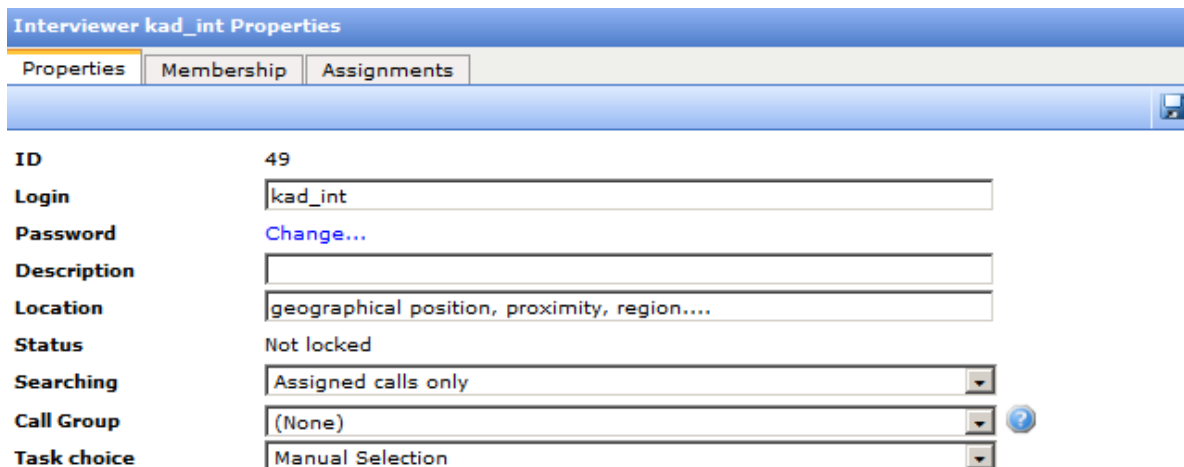 Interviewer kad_int Properties
Properties Membership Assignments
ID 49
Login kad_int
Password Change...
Description
Location geographical position, proximity, region....
Status Not locked
Searching Assigned calls only
Call Group (None) ?
Task choice Manual Selection